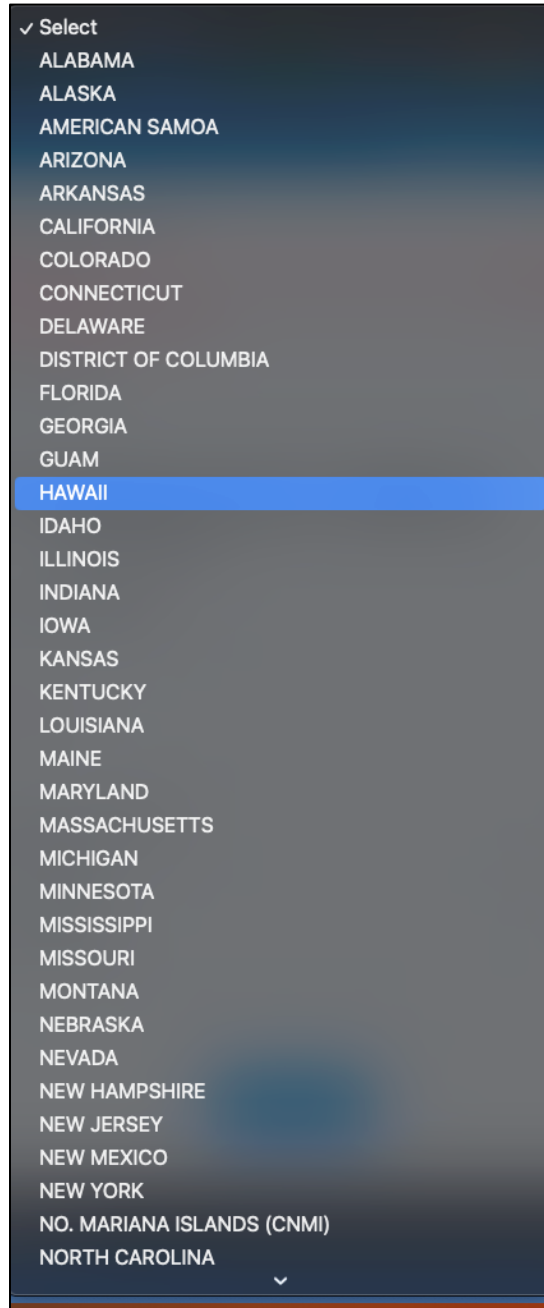 Select
ALABAMA
ALASKA
AMERICAN SAMOA
ARIZONA
ARKANSAS
CALIFORNIA
COLORADO
CONNECTICUT
DELAWARE
DISTRICT OF COLUMBIA
FLORIDA
GEORGIA
GUAM
HAWAII
IDAHO
ILLINOIS
INDIANA
IOWA
KANSAS
KENTUCKY
LOUISIANA
MAINE
MARYLAND
MASSACHUSETTS
MICHIGAN
MINNESOTA
MISSISSIPPI
MISSOURI
MONTANA
NEBRASKA
NEVADA
NEW HAMPSHIRE
NEW JERSEY
NEW MEXICO
NEW YORK
NO. MARIANA ISLANDS (CNMI)
NORTH CAROLINA